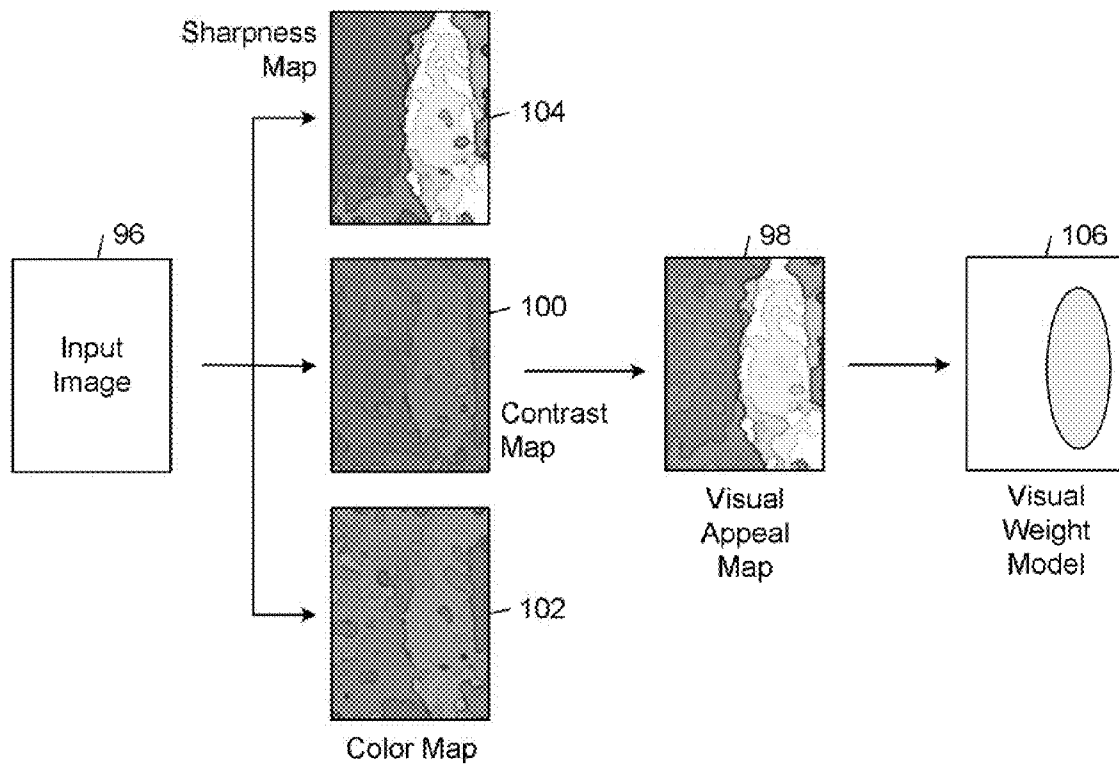 Sharpness
Map
104
96
Input
Image
100
Contrast
Map
98
Visual
Appeal
Map
106
Visual
Weight
Model
102
Color Map